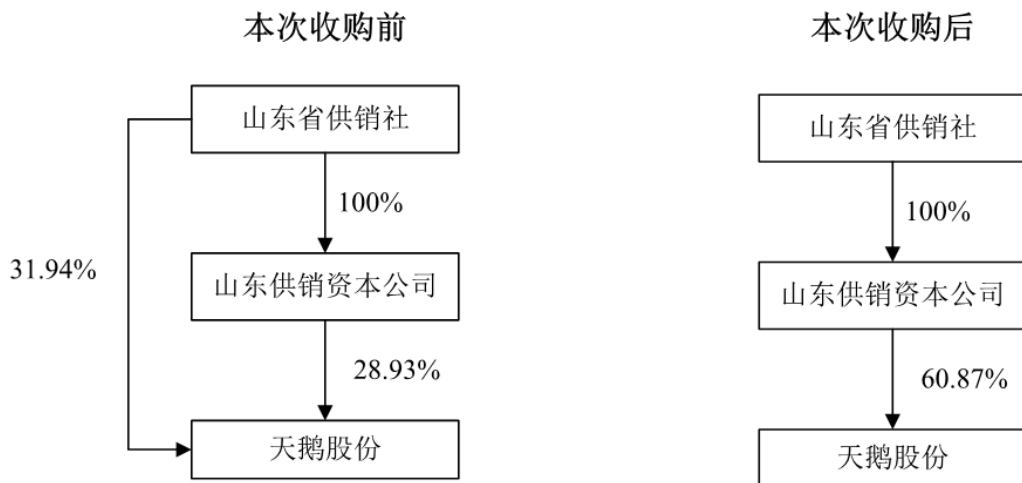 本次收购前
山东省供销社
100%
31.94%
山东供销资本公司
28.93%
天鹅股份
本次收购后
山东省供销社
100%
山东供销资本公司
60.87%
天鹅股份